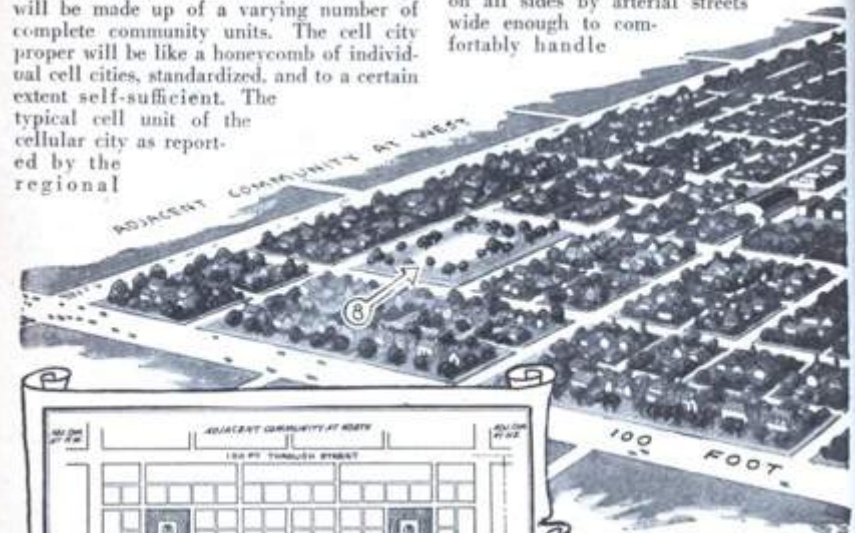 will be made up of a varying number of
complete community units. The cell city
proper will be like a honeycomb of individ-
ual cell cities, standardized, and to a certain
extent self-sufficient. The
typical cell unit of the
cellular city as report-
ed by the
regional
on all sides by arterial streets
wide enough to com-
fortably handle
ADJACENT COMMUNITY AT WEST
8
100
FOOT
ADJACENT COMMUNITY AT NORTH
100 FT THROUGH STREET